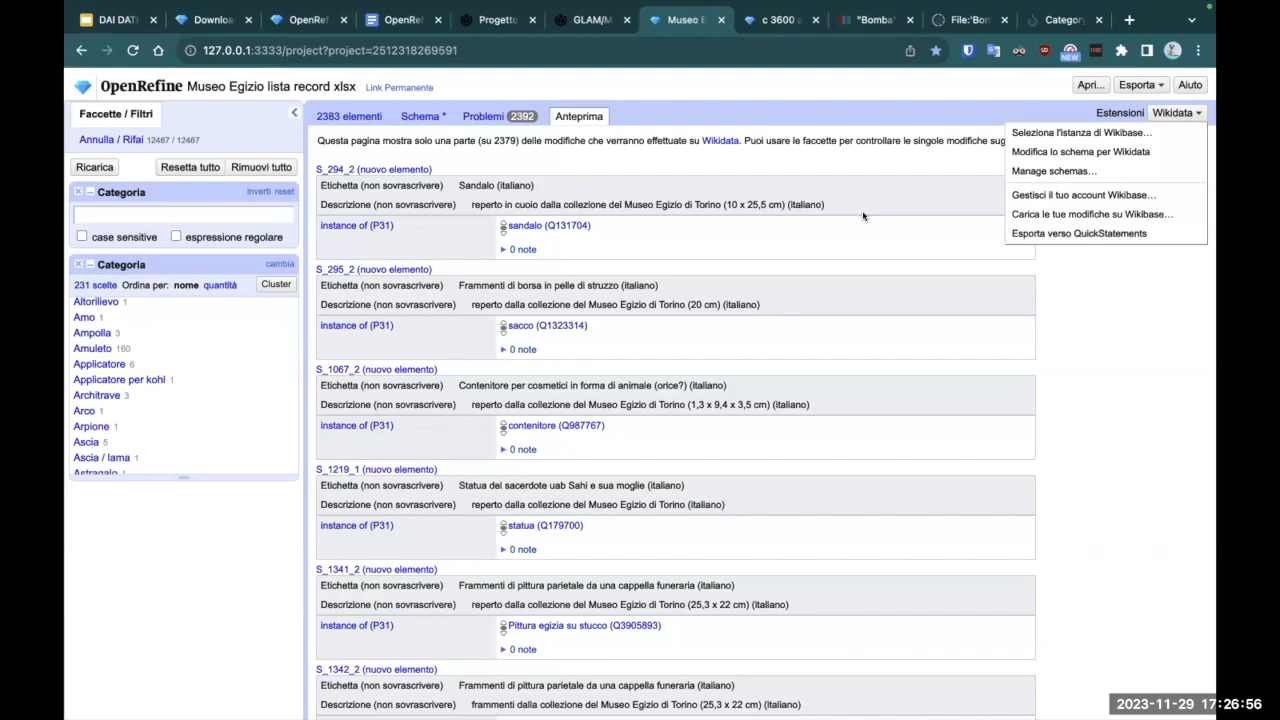 DAI DATI
Downloa
OpenRef
OpenRef
Progetto
GLAM/M
Museo E
c 3600 a
"Bomba'
File:'Bon
Categor
127.0.0.1:3333/project?project=2512318269591
NEW
OpenRefine Museo Egizio lista record xlsx Link Permanente
Apri... Esporta Aiuto
Faccette / Filtri
2383 elementi Schema * Problemi 2392 Anteprima
Estensioni Wikidata
Annulla / Rifai 12467 / 12467
Questa pagina mostra solo una parte (su 2379) delle modifiche che verranno effettuate su Wikidata. Puoi usare le faccette per controllare le singole modifiche sug
Seleziona l'istanza di Wikibase...
Modifica lo schema per Wikidata
Manage schemas...
Gestisci il tuo account Wikibase...
Carica le tue modifiche su Wikibase...
Esporta verso QuickStatements
Ricarica Resetta tutto Rimuovi tutto
Categoria inverti reset
case sensitive espressione regolare
Categoria cambia
231 scelte Ordina per: nome quantità Cluster
Altorilievo 1
Amo 1
Ampolla 3
Amuleto 160
Applicatore 6
Applicatore per kohl 1
Architrave 3
Arco 1
Arpione 1
Ascia 5
Ascia / lama 1
Astragalo 1
S_294_2 (nuovo elemento)
Etichetta (non sovrascrivere) Sandalo (italiano)
Descrizione (non sovrascrivere) reperto in cuoio dalla collezione del Museo Egizio di Torino (10 x 25,5 cm) (italiano)
instance of (P31) sandalo (Q131704)
0 note
S_295_2 (nuovo elemento)
Etichetta (non sovrascrivere) Frammenti di borsa in pelle di struzzo (italiano)
Descrizione (non sovrascrivere) reperto dalla collezione del Museo Egizio di Torino (20 cm) (italiano)
instance of (P31) sacco (Q1323314)
0 note
S_1067_2 (nuovo elemento)
Etichetta (non sovrascrivere) Contenitore per cosmetici in forma di animale (orice?) (italiano)
Descrizione (non sovrascrivere) reperto dalla collezione del Museo Egizio di Torino (1,3 x 9,4 x 3,5 cm) (italiano)
instance of (P31) contenitore (Q987767)
0 note
S_1219_1 (nuovo elemento)
Etichetta (non sovrascrivere) Statua del sacerdote uab Sahi e sua moglie (italiano)
Descrizione (non sovrascrivere) reperto dalla collezione del Museo Egizio di Torino (italiano)
instance of (P31) statua (Q179700)
0 note
S_1341_2 (nuovo elemento)
Etichetta (non sovrascrivere) Frammenti di pittura parietale da una cappella funeraria (italiano)
Descrizione (non sovrascrivere) reperto dalla collezione del Museo Egizio di Torino (25,3 x 22 cm) (italiano)
instance of (P31) Pittura egizia su stucco (Q3905893)
0 note
S_1342_2 (nuovo elemento)
Etichetta (non sovrascrivere) Frammenti di pittura parietale da una cappella funeraria (italiano)
Descrizione (non sovrascrivere) frammenti dalla collezione del Museo Egizio di Torino (25,3 x 22 cm) (italiano)
2023-11-29 17:26:56